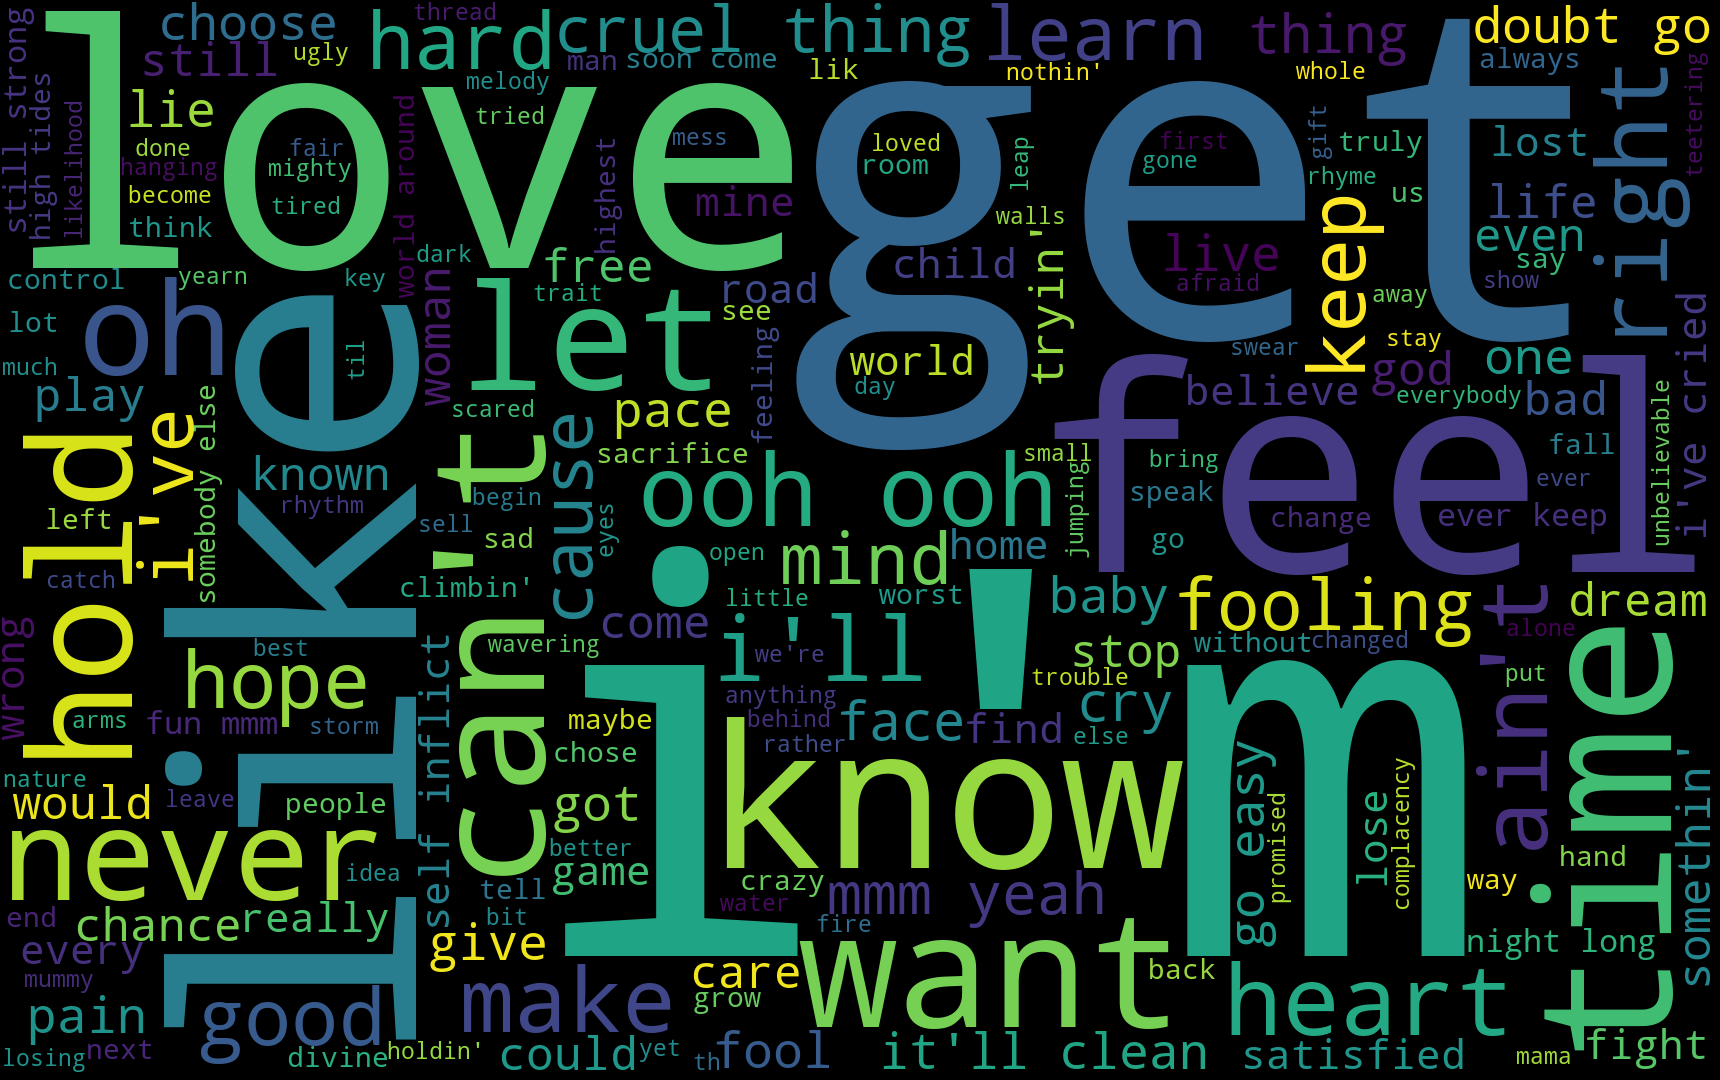 love
get
i'm
like
feel
know
time
want
can't
hold
never
let
oh
right
keep
heart
make
good
ooh ooh
i'll
ain't
hard
cruel thing
learn
thing
doubt go
choose
still
thread
ugly
man
soon come
lik
nothin'
whole
always
still strong
high tides
likelihood
lie
melody
tried
mess
loved
room
first
gone
gift
rhyme
truly
us
lost
teetering
done
fair
hanging
mighty
become
tired
think
world around
highest
mine
leap
walls
child
live
afraid
life
even
say
show
control
yearn
key
dark
woman
free
trait
road
see
tryin'
swear
away
stay
lot
much
til
play
i've
somebody else
scared
pace
feeling
world
day
god
one
believe
everybody
bad
i've cried
unbelievable
cause
sacrifice
small
jumping
bring
speak
fall
ever
known
rhythm
begin
sell
sad
eyes
open
mind
home
go
change
ever keep
left
catch
climbin'
little
worst
baby
fooling
dream
wrong
best
hope
self inflict
wavering
come
we're
stop
without
changed
alone
trouble
put
arms
fun mmm
storm
maybe
anything
behind
rather
face
find
cry
else
chose
nature
leave
people
would
got
go easy
promised
lose
complacency
somethin'
idea
better
game
crazy
mmm yeah
way
hand
end
chance
really
tell
bit
water
fire
night long
every
mummy
give
care
grow
back
pain
losing
next
divine
holdin'
could
yet
th
fool
it'll clean
satisfied
mama
fight